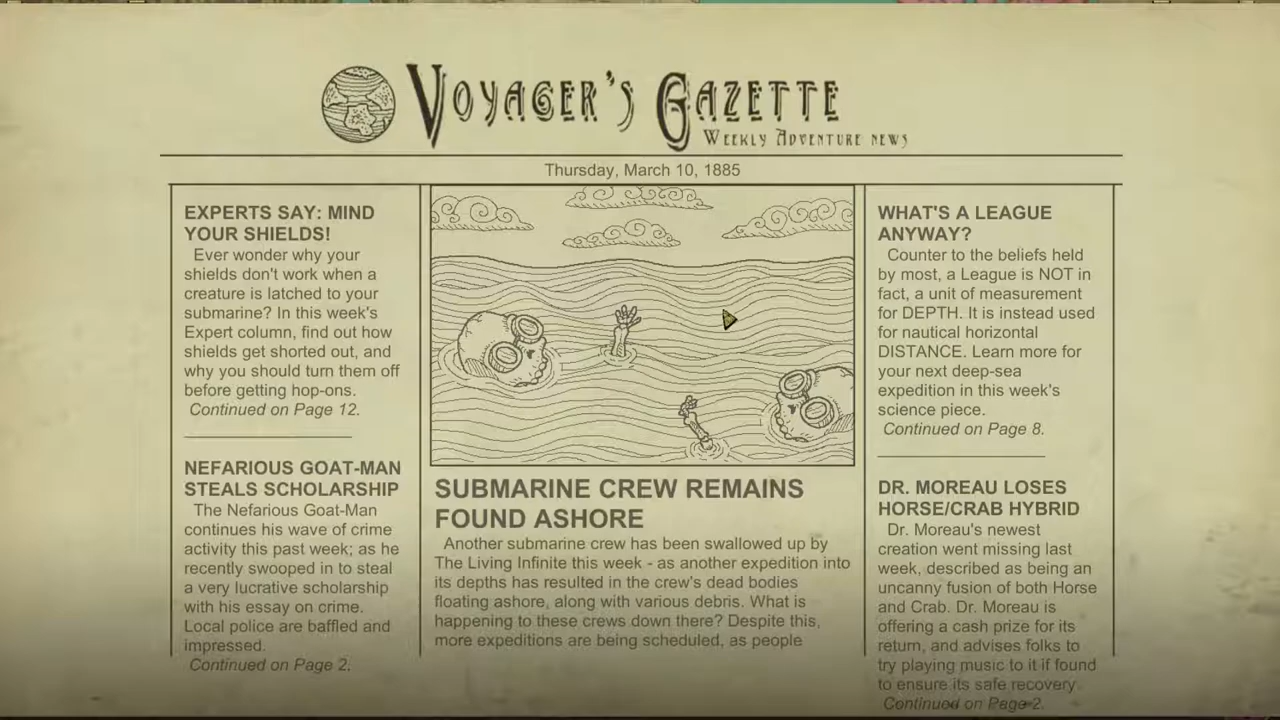 VOYAGER'S GAZETTE
WEEKLY ADVENTURE NEWS
Thursday, March 10, 1885
EXPERTS SAY: MIND
YOUR SHIELDS!
Ever wonder why your
shields don't work when a
creature is latched to your
submarine? In this week's
Expert column, find out how
shields get shorted out, and
why you should turn them off
before getting hop-ons.
Continued on Page 12.
NEFARIOUS GOAT-MAN
STEALS SCHOLARSHIP
The Nefarious Goat-Man
continues his wave of crime
activity this past week; as he
recently swooped in to steal
a very lucrative scholarship
with his essay on crime.
Local police are baffled and
impressed.
Continued on Page 2.
SUBMARINE CREW REMAINS
FOUND ASHORE
Another submarine crew has been swallowed up by
The Living Infinite this week - as another expedition into
its depths has resulted in the crew's dead bodies
floating ashore, along with various debris. What is
happening to these crews down there? Despite this,
more expeditions are being scheduled, as people
WHAT'S A LEAGUE
ANYWAY?
Counter to the beliefs held
by most, a League is NOT in
fact, a unit of measurement
for DEPTH. It is instead used
for nautical horizontal
DISTANCE. Learn more for
your next deep-sea
expedition in this week's
science piece.
Continued on Page 8.
DR. MOREAU LOSES
HORSE/CRAB HYBRID
Dr. Moreau's newest
creation went missing last
week, described as being an
uncanny fusion of both Horse
and Crab. Dr. Moreau is
offering a cash prize for its
return, and advises folks to
try playing music to it if found
to ensure its safe recovery.
Continued on Page 2.